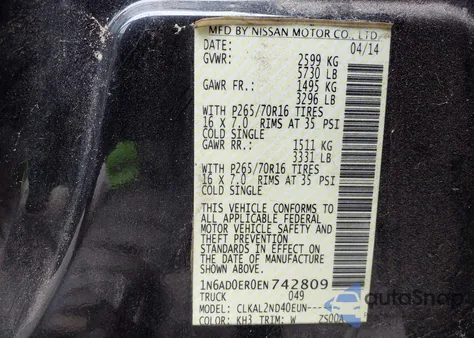 MFD BY NISSAN MOTOR CO., LTD.
DATE: 04/14
GVWR: 2599 KG
5730 LB
GAWR FR.: 1495 KG
3296 LB
WITH P265/70R16 TIRES
16 X 7.0 RIMS AT 35 PSI
COLD SINGLE
GAWR RR.: 1511 KG
3331 LB
WITH P265/70R16 TIRES
16 X 7.0 RIMS AT 35 PSI
COLD SINGLE
THIS VEHICLE CONFORMS TO
ALL APPLICABLE FEDERAL
MOTOR VEHICLE SAFETY AND
THEFT PREVENTION
STANDARDS IN EFFECT ON THE
DATE OF MANUFACTURE
SHOWN ABOVE.
1N6AD0ER0EN742809
TRUCK 049
MODEL: CLKAL2ND40EUN----
COLOR: KH3 TRIM: W
AutoSnap